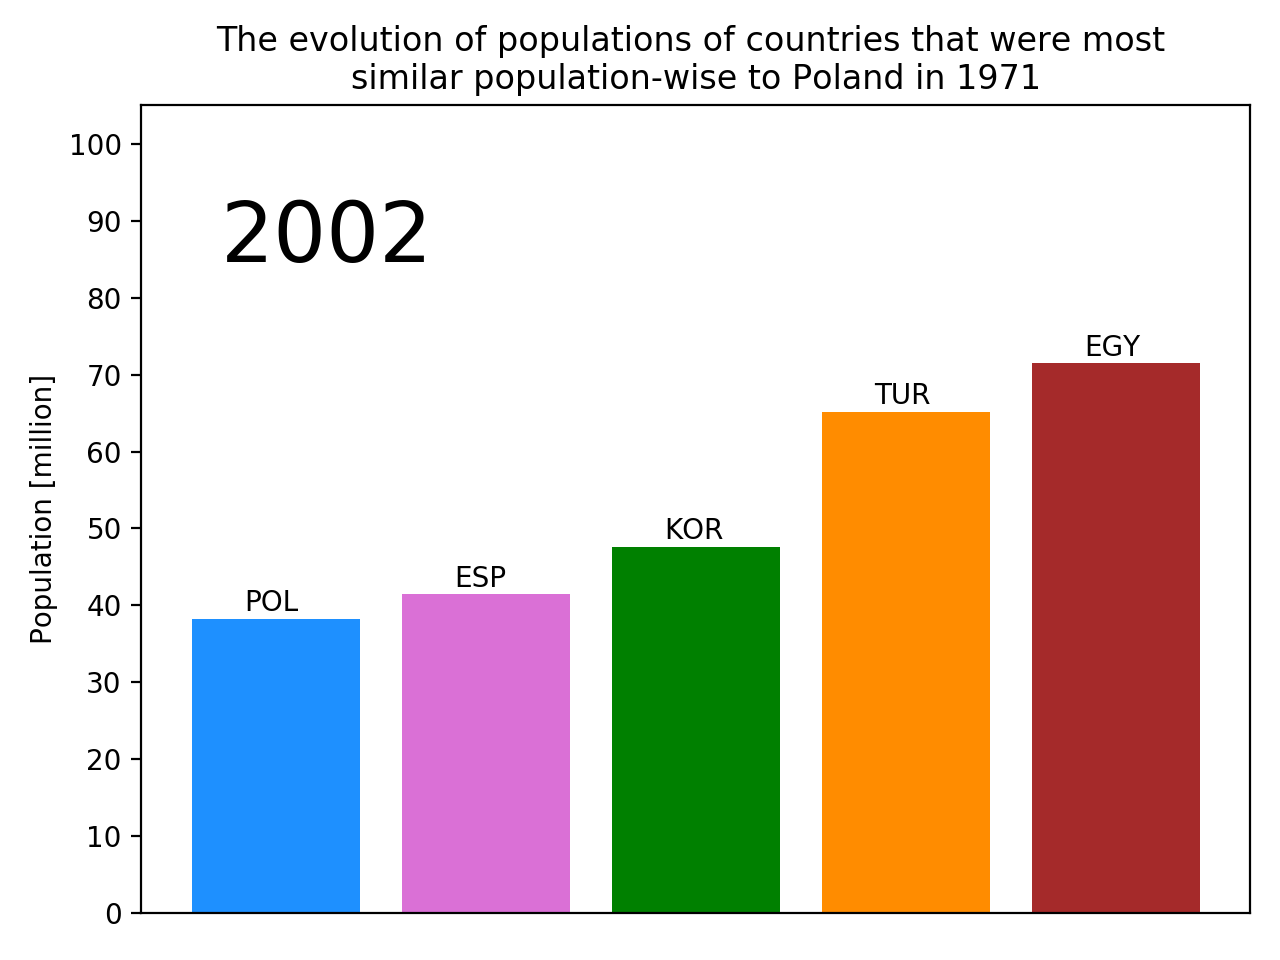 The evolution of populations of countries that were most
similar population-wise to Poland in 1971
100
90
80
70
60
50
40
30
20
10
0
Population [million]
2002
POL
ESP
KOR
TUR
EGY